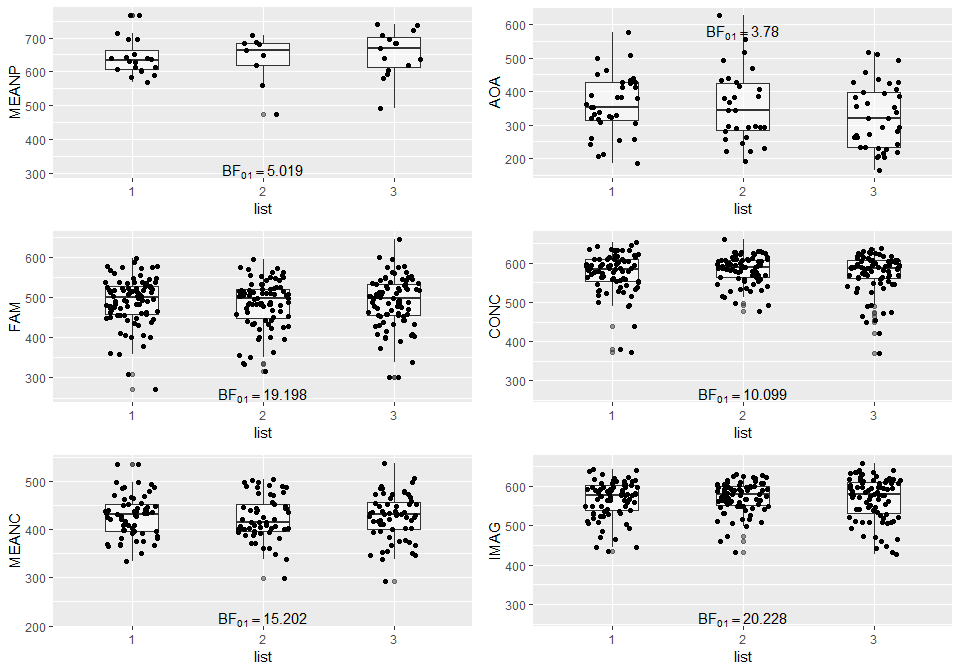 MEANP
700
600
500
400
300
BF01 = 5.019
1 2 3
list
AOA
600
500
400
300
200
BF01 = 3.78
1 2 3
list
FAM
600
500
400
300
BF01 = 19.198
1 2 3
list
CONC
600
500
400
300
BF01 = 10.099
1 2 3
list
MEANC
500
400
300
200
BF01 = 15.202
1 2 3
list
IMAG
600
500
400
300
BF01 = 20.228
1 2 3
list